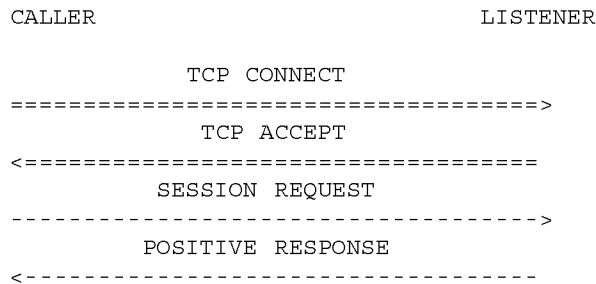 CALLER                                LISTENER
            TCP CONNECT
====================================>
             TCP ACCEPT
<===================================
          SESSION REQUEST
------------------------------------>
         POSITIVE RESPONSE
<-----------------------------------